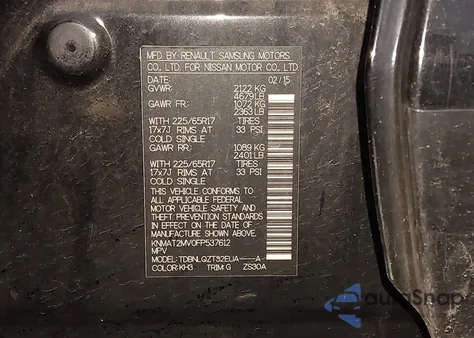 MFD BY RENAULT SAMSUNG MOTORS
CO., LTD. FOR NISSAN MOTOR CO., LTD.
DATE: 02/15
GVWR: 2122 KG
4679 LB
GAWR FR: 1072 KG
2363 LB
WITH 225/65R17 TIRES
17x7J RIMS AT 33 PSI
COLD SINGLE
GAWR RR: 1089 KG
2401 LB
WITH 225/65R17 TIRES
17x7J RIMS AT 33 PSI
COLD SINGLE
THIS VEHICLE CONFORMS TO
ALL APPLICABLE FEDERAL
MOTOR VEHICLE SAFETY AND
THEFT PREVENTION STANDARDS
IN EFFECT ON THE DATE OF
MANUFACTURE SHOWN ABOVE
KNMAT2MV0FP537612
MPV
MODEL: TDBNLQZT32EUA----A-
COLOR: KH3 TRIM G ZS30A
AutoSnap